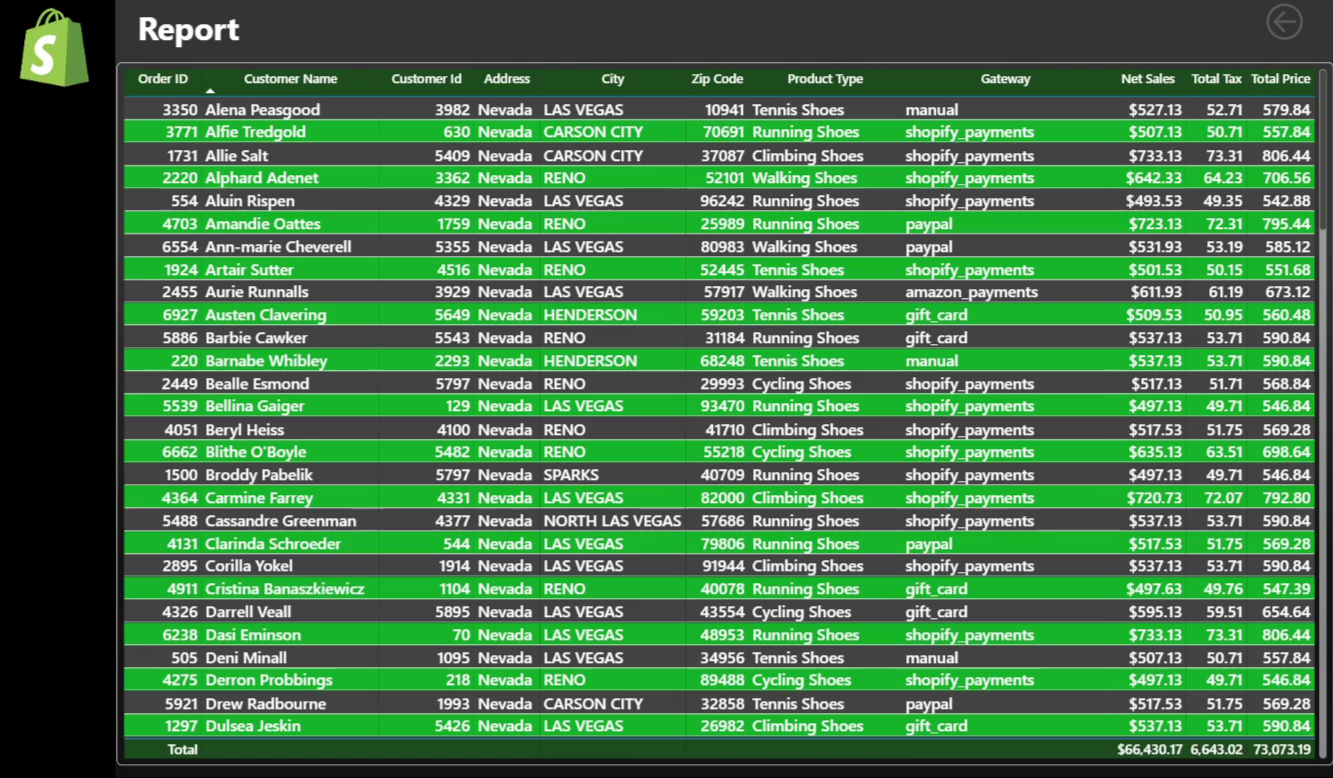 S
Report
Order ID Customer Name Customer Id Address City Zip Code Product Type Gateway Net Sales Total Tax Total Price
3350 Alena Peasgood 3982 Nevada LAS VEGAS 10941 Tennis Shoes manual $527.13 52.71 579.84
3771 Alfie Tredgold 630 Nevada CARSON CITY 70691 Running Shoes shopify_payments $507.13 50.71 557.84
1731 Allie Salt 5409 Nevada CARSON CITY 37087 Climbing Shoes shopify_payments $733.13 73.31 806.44
2220 Alphard Adenet 3362 Nevada RENO 52101 Walking Shoes shopify_payments $642.33 64.23 706.56
554 Aluin Rispen 4329 Nevada LAS VEGAS 96242 Running Shoes shopify_payments $493.53 49.35 542.88
4703 Amandie Oattes 1759 Nevada RENO 25989 Running Shoes paypal $723.13 72.31 795.44
6554 Ann-marie Cheverell 5355 Nevada LAS VEGAS 80983 Walking Shoes paypal $531.93 53.19 585.12
1924 Artair Sutter 4516 Nevada RENO 52445 Tennis Shoes shopify_payments $501.53 50.15 551.68
2455 Aurie Runnalls 3929 Nevada LAS VEGAS 57917 Walking Shoes amazon_payments $611.93 61.19 673.12
6927 Austen Clavering 5649 Nevada HENDERSON 59203 Tennis Shoes gift_card $509.53 50.95 560.48
5886 Barbie Cawker 5543 Nevada RENO 31184 Running Shoes gift_card $537.13 53.71 590.84
220 Barnabe Whibley 2293 Nevada HENDERSON 68248 Tennis Shoes manual $537.13 53.71 590.84
2449 Bealle Esmond 5797 Nevada RENO 29993 Cycling Shoes shopify_payments $517.13 51.71 568.84
5539 Bellina Gaiger 129 Nevada LAS VEGAS 93470 Running Shoes shopify_payments $497.13 49.71 546.84
4051 Beryl Heiss 4100 Nevada RENO 41710 Climbing Shoes shopify_payments $517.53 51.75 569.28
6662 Blithe O'Boyle 5482 Nevada RENO 55218 Cycling Shoes shopify_payments $635.13 63.51 698.64
1500 Broddy Pabelik 5797 Nevada SPARKS 40709 Running Shoes shopify_payments $497.13 49.71 546.84
4364 Carmine Farrey 4331 Nevada LAS VEGAS 82000 Climbing Shoes shopify_payments $720.73 72.07 792.80
5488 Cassandre Greenman 4377 Nevada NORTH LAS VEGAS 57686 Running Shoes shopify_payments $537.13 53.71 590.84
4131 Clarinda Schroeder 544 Nevada LAS VEGAS 79806 Running Shoes paypal $517.53 51.75 569.28
2895 Corilla Yokel 1914 Nevada LAS VEGAS 91944 Climbing Shoes shopify_payments $537.13 53.71 590.84
4911 Cristina Banaszkiewicz 1104 Nevada RENO 40078 Running Shoes gift_card $497.63 49.76 547.39
4326 Darrell Veall 5895 Nevada LAS VEGAS 43554 Cycling Shoes gift_card $595.13 59.51 654.64
6238 Dasi Eminson 70 Nevada LAS VEGAS 48953 Running Shoes shopify_payments $733.13 73.31 806.44
505 Deni Minall 1095 Nevada LAS VEGAS 34956 Tennis Shoes manual $507.13 50.71 557.84
4275 Derron Probbings 218 Nevada RENO 89488 Cycling Shoes shopify_payments $497.13 49.71 546.84
5921 Drew Radbourne 1993 Nevada CARSON CITY 32858 Tennis Shoes paypal $517.53 51.75 569.28
1297 Dulsea Jeskin 5426 Nevada LAS VEGAS 26982 Climbing Shoes gift_card $537.13 53.71 590.84
Total $66,430.17 6,643.02 73,073.19